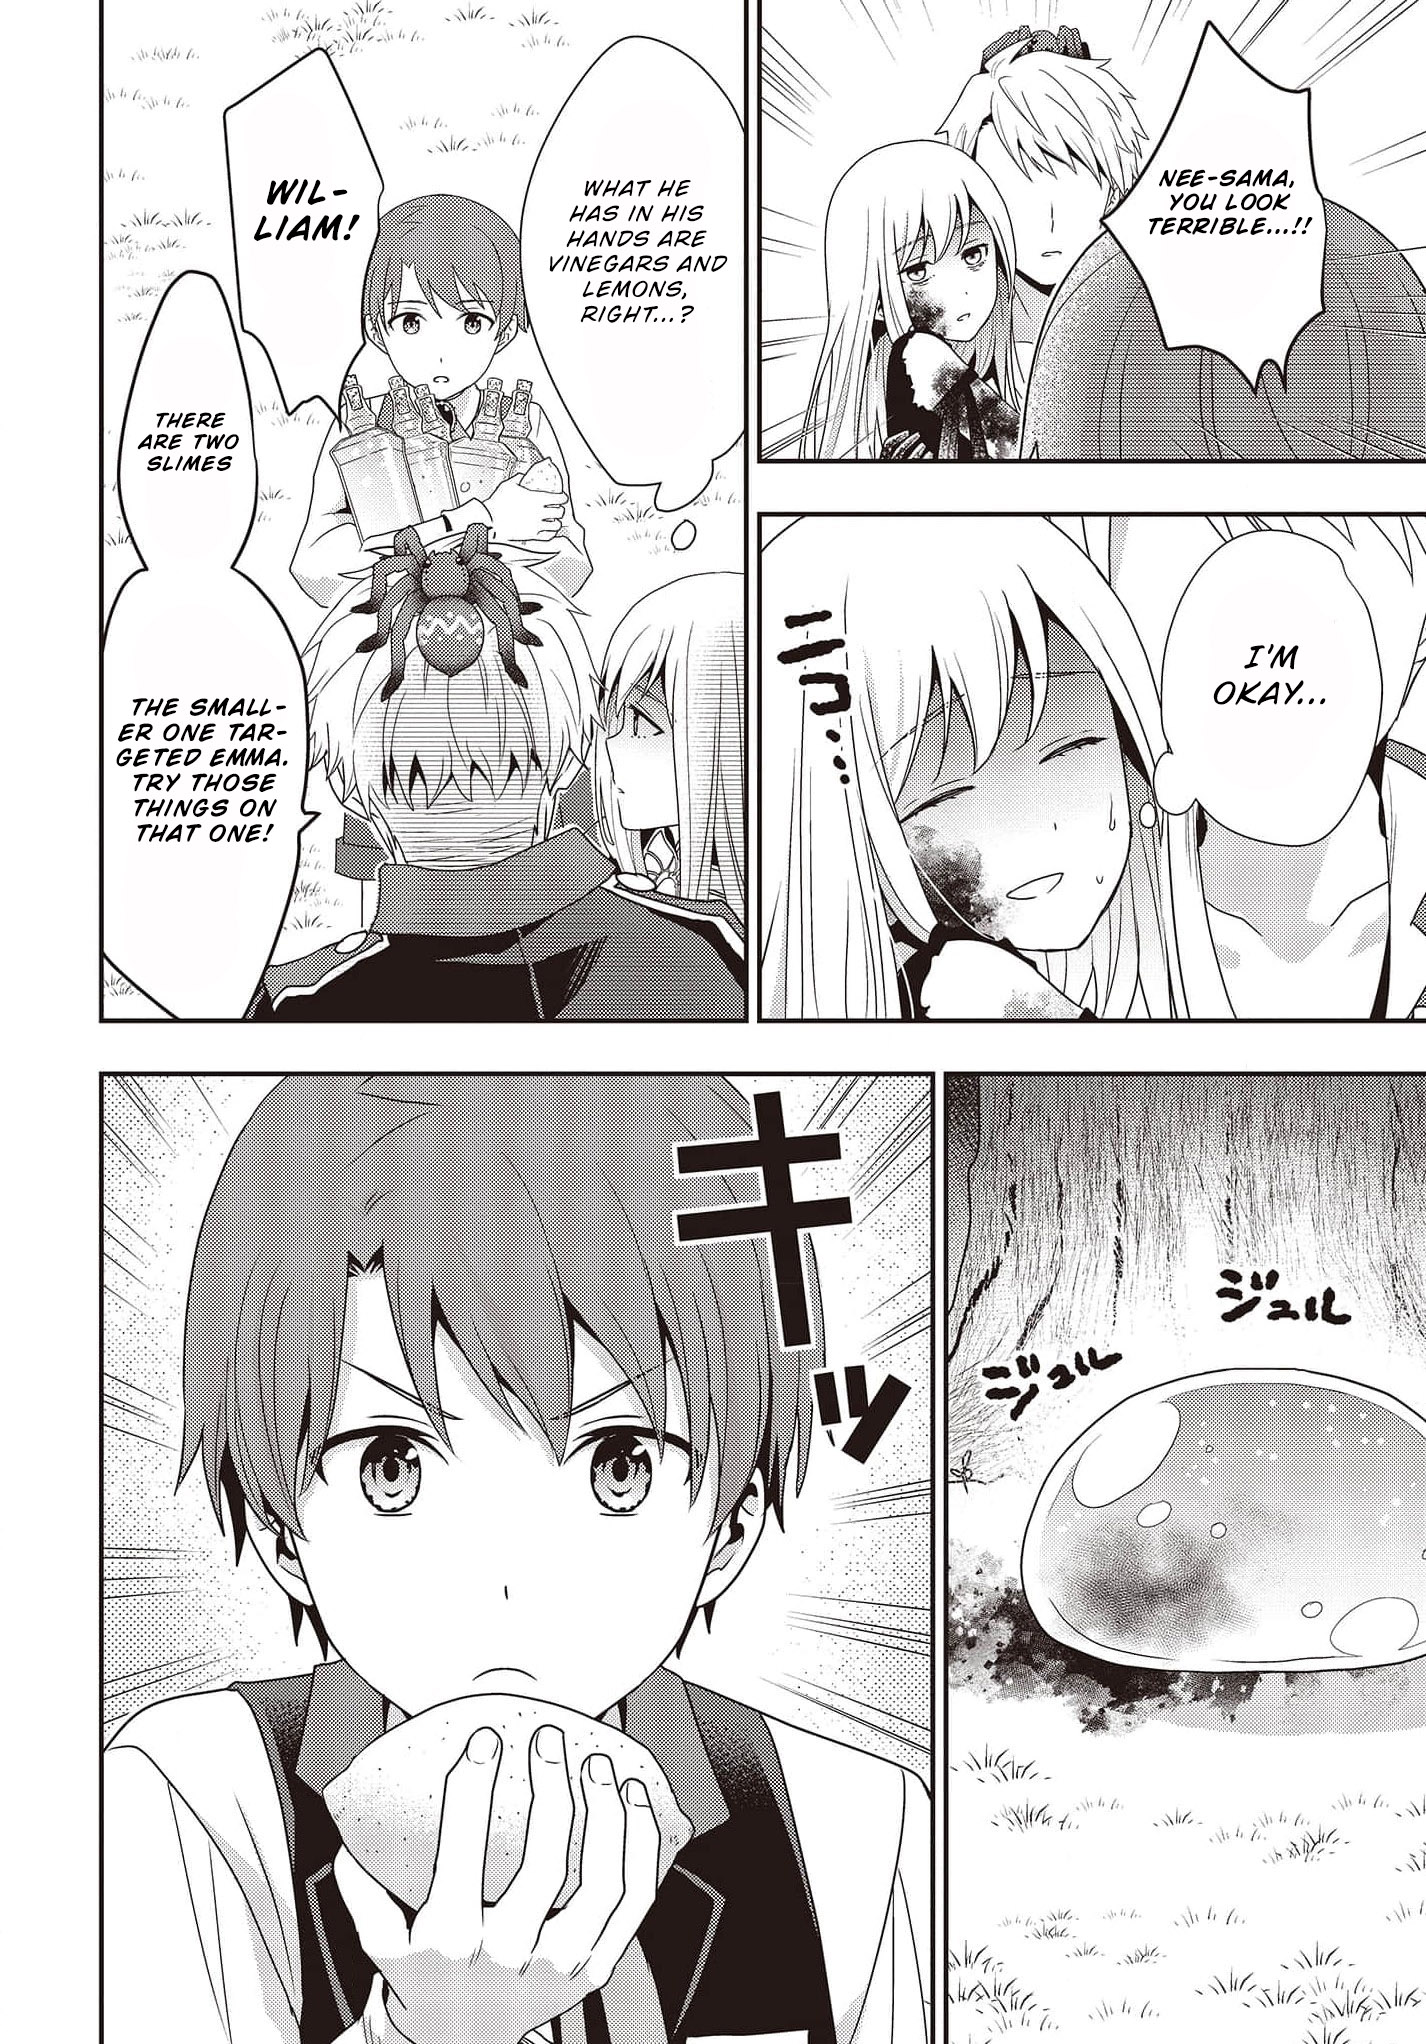 NEE-SAMA,
YOU LOOK
TERRIBLE...!!
I'M
OKAY...
ニコ…
WHAT HE
HAS IN HIS
HANDS ARE
VINEGARS AND
LEMONS,
RIGHT...?
WIL-
LIAM!
THERE
ARE TWO
SLIMES
THE SMALL-
ER ONE TAR-
GETED EMMA.
TRY THOSE
THINGS ON
THAT ONE!
ジュル
ジュル
キッ